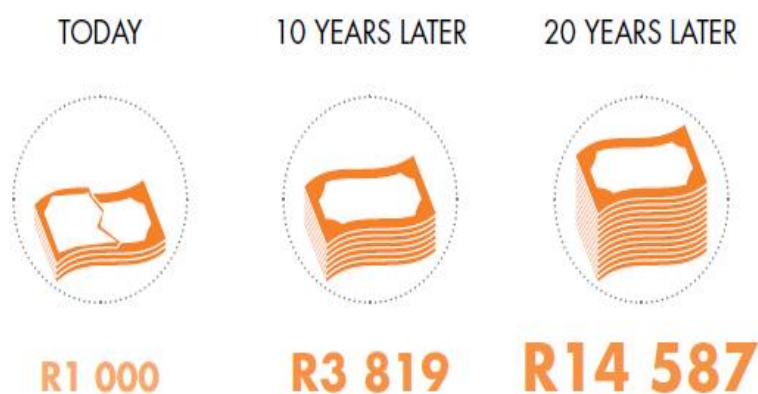 TODAY 10 YEARS LATER 20 YEARS LATER
R1 000 R3 819 R14 587